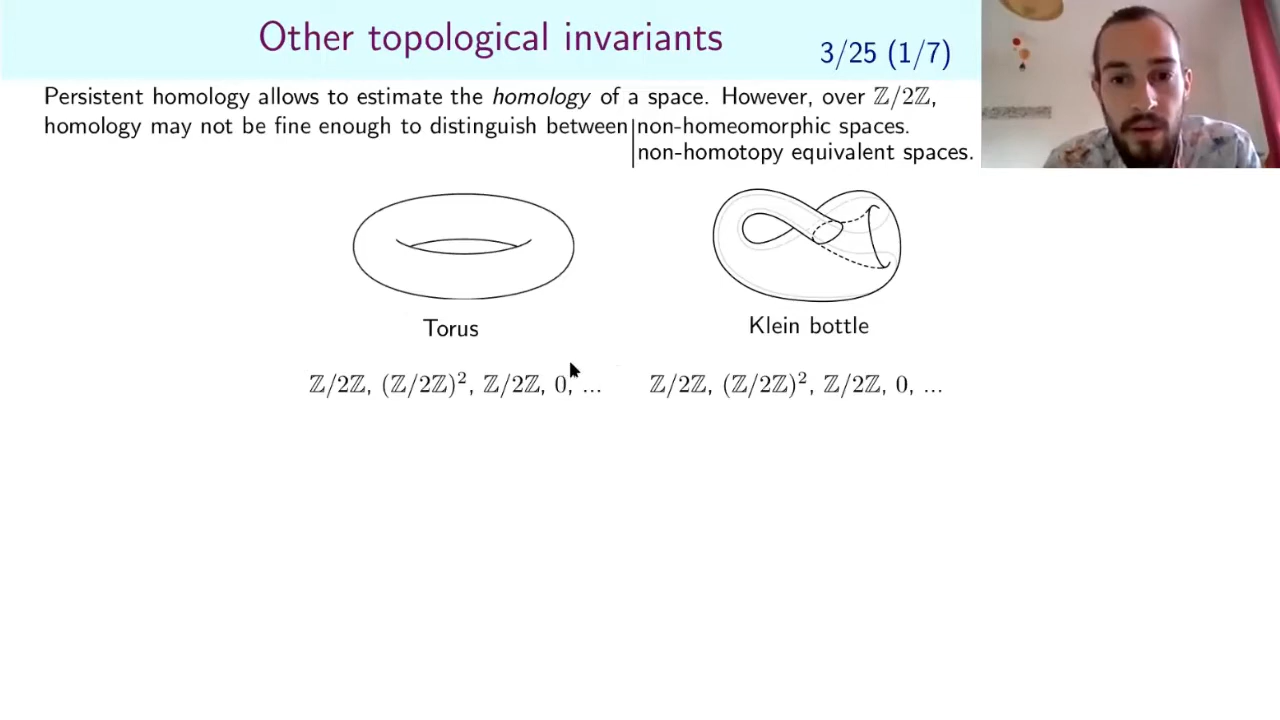 Other topological invariants
3/25 (1/7)
Persistent homology allows to estimate the homology of a space. However, over ℤ/2ℤ,
homology may not be fine enough to distinguish between non-homeomorphic spaces.
non-homotopy equivalent spaces.
Torus
Klein bottle
ℤ/2ℤ, (ℤ/2ℤ)², ℤ/2ℤ, 0, ...
ℤ/2ℤ, (ℤ/2ℤ)², ℤ/2ℤ, 0, ...